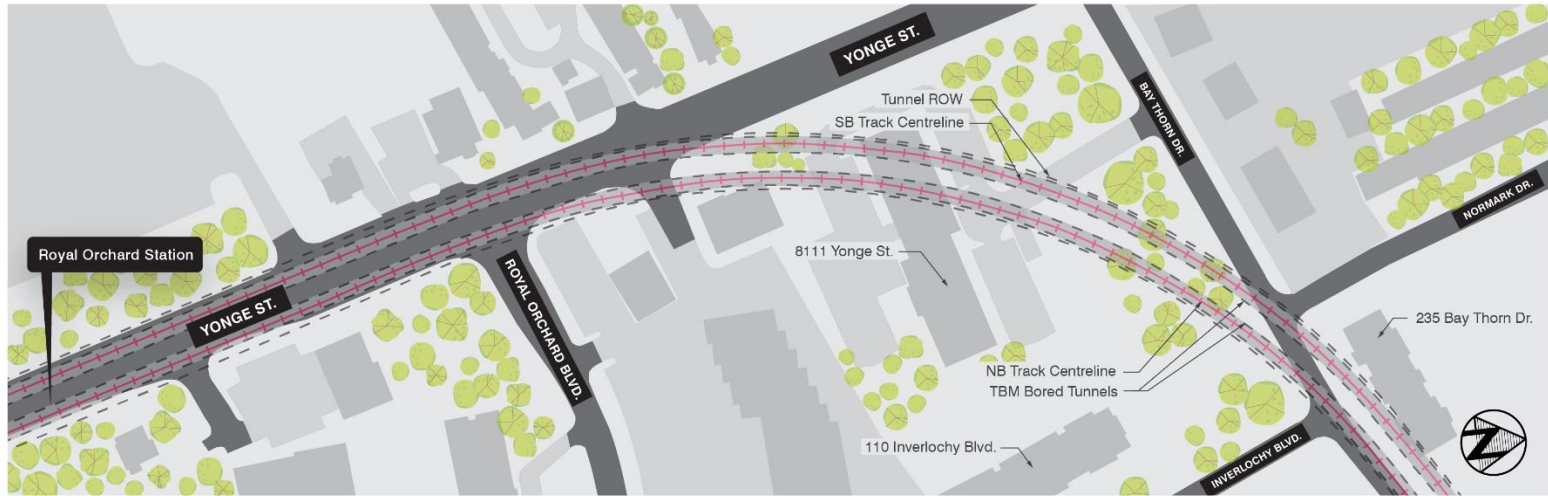 YONGE ST.
Tunnel ROW
SB Track Centreline
BAY THORN DR.
NORMARK DR.
Royal Orchard Station
8111 Yonge St.
ROYAL ORCHARD BLVD.
YONGE ST.
235 Bay Thorn Dr.
NB Track Centreline
TBM Bored Tunnels
110 Inverlochy Blvd.
INVERLOCHY BLVD.
Z